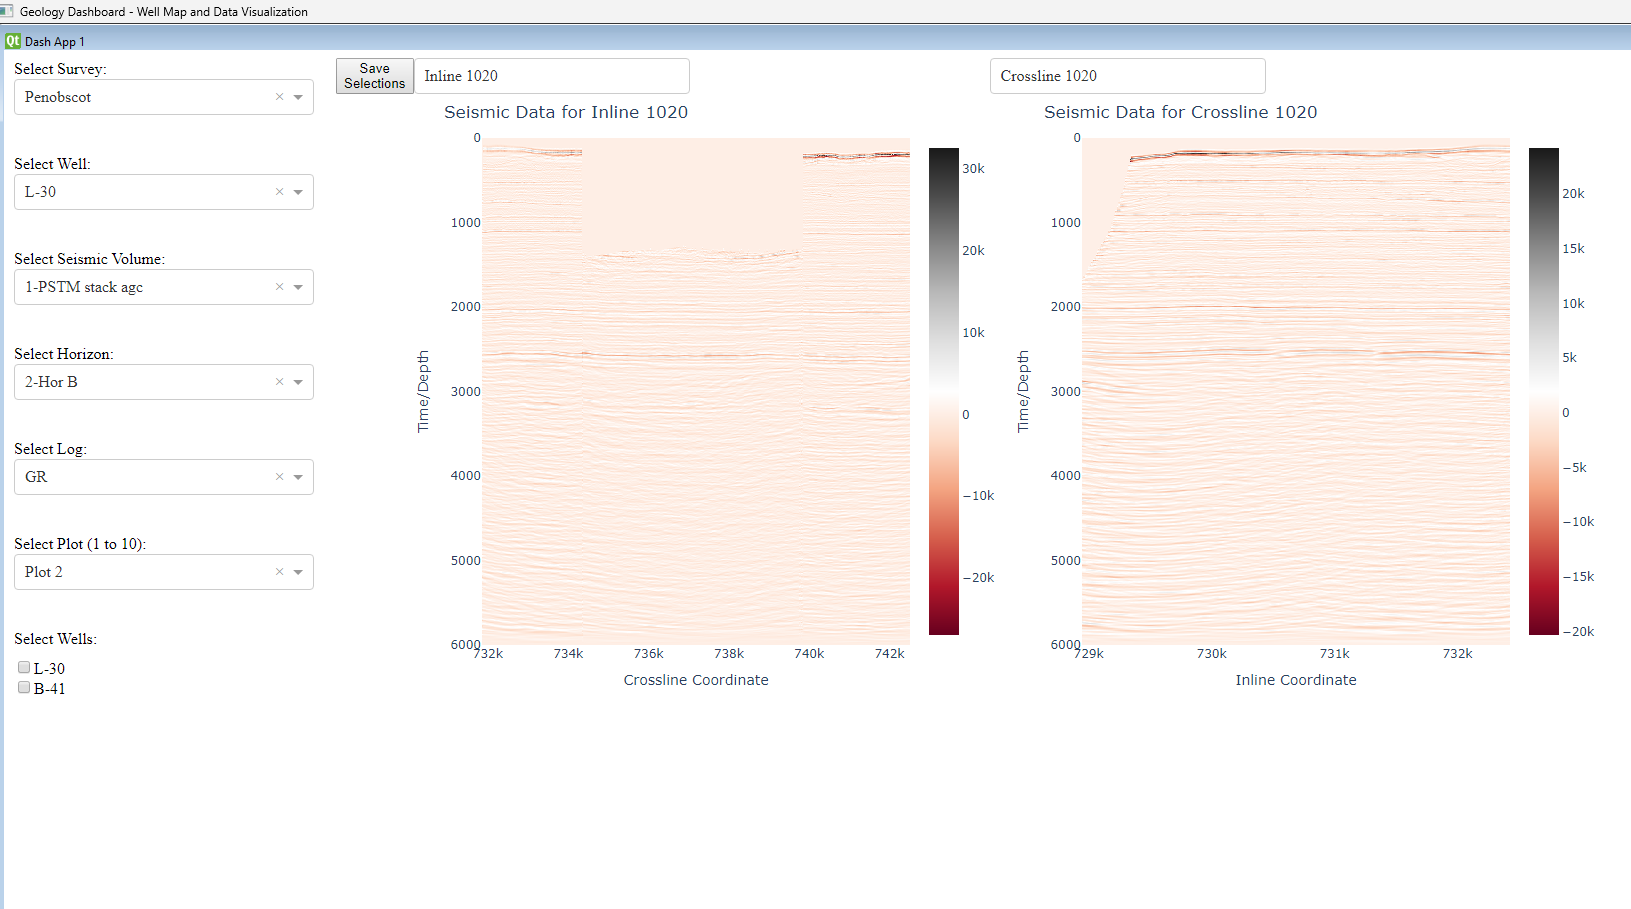 Geology Dashboard - Well Map and Data Visualization
Qt Dash App 1
Select Survey:
Penobscot
Select Well:
L-30
Select Seismic Volume:
1-PSTM stack agc
Select Horizon:
2-Hor B
Select Log:
GR
Select Plot (1 to 10):
Plot 2
Select Wells:
L-30
B-41
Save
Selections
Inline 1020
Seismic Data for Inline 1020
Time/Depth
0
1000
2000
3000
4000
5000
6000
732k 734k 736k 738k 740k 742k
Crossline Coordinate
30k
20k
10k
0
−10k
−20k
Crossline 1020
Seismic Data for Crossline 1020
Time/Depth
0
1000
2000
3000
4000
5000
6000
729k 730k 731k 732k
Inline Coordinate
20k
15k
10k
5k
0
−5k
−10k
−15k
−20k